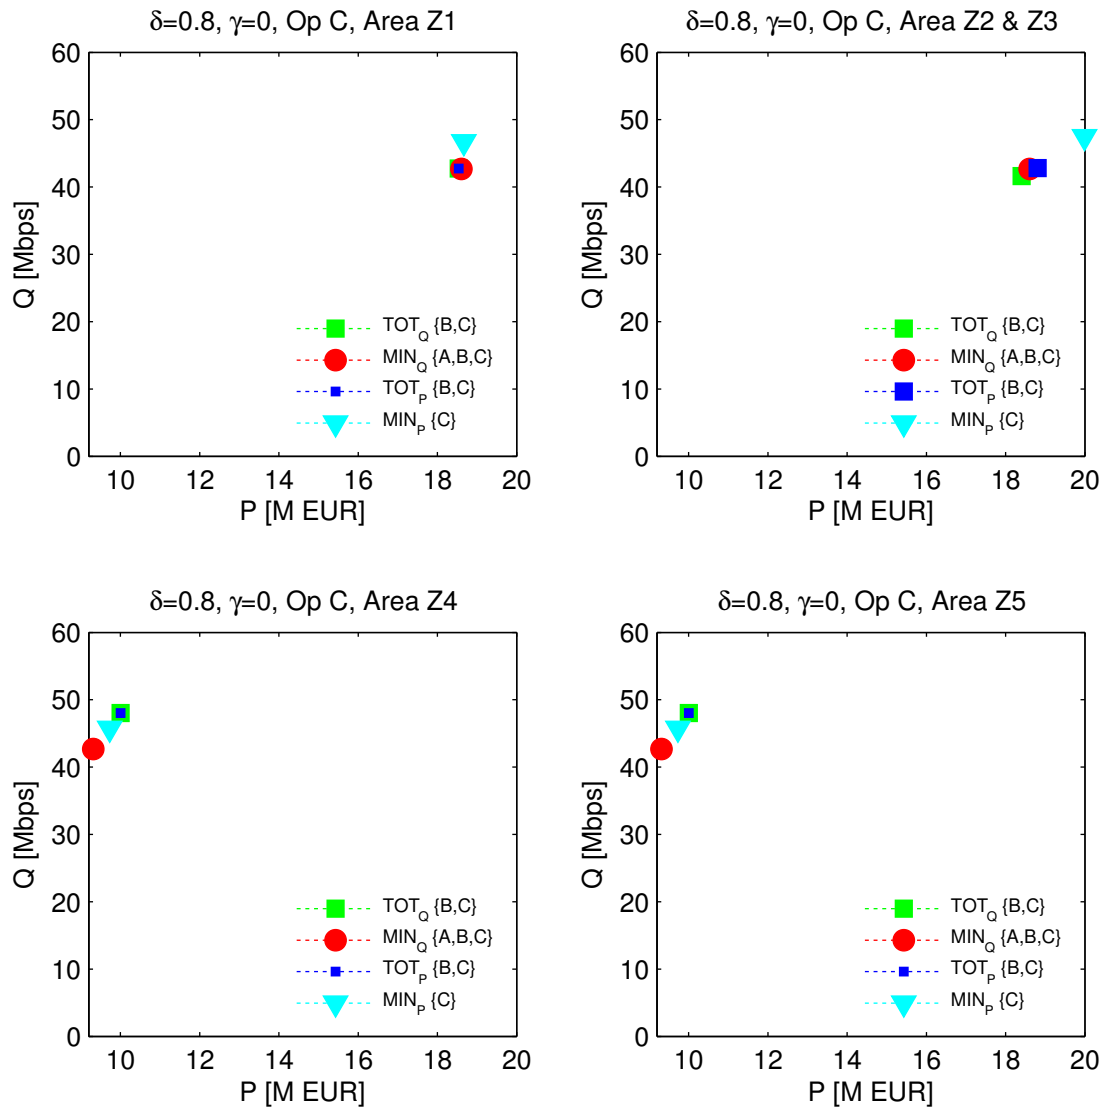 δ=0.8, γ=0, Op C, Area Z1
60
50
40
30
20
10
0
Q [Mbps]
TOT_Q {B,C}
MIN_Q {A,B,C}
TOT_P {B,C}
MIN_P {C}
10 12 14 16 18 20
P [M EUR]
δ=0.8, γ=0, Op C, Area Z2 & Z3
60
50
40
30
20
10
0
Q [Mbps]
TOT_Q {B,C}
MIN_Q {A,B,C}
TOT_P {B,C}
MIN_P {C}
10 12 14 16 18 20
P [M EUR]
δ=0.8, γ=0, Op C, Area Z4
60
50
40
30
20
10
0
Q [Mbps]
TOT_Q {B,C}
MIN_Q {A,B,C}
TOT_P {B,C}
MIN_P {C}
10 12 14 16 18 20
P [M EUR]
δ=0.8, γ=0, Op C, Area Z5
60
50
40
30
20
10
0
Q [Mbps]
TOT_Q {B,C}
MIN_Q {A,B,C}
TOT_P {B,C}
MIN_P {C}
10 12 14 16 18 20
P [M EUR]